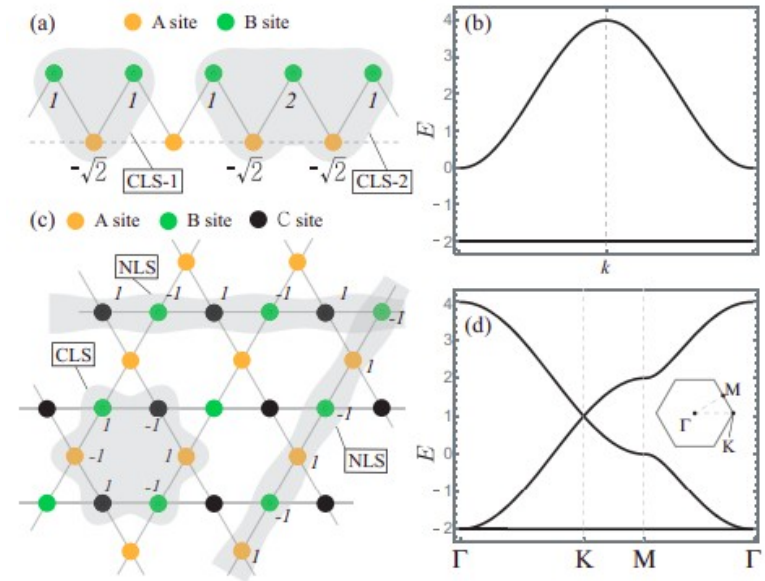 (a) A site B site
1 1 1 2 1
-√2 CLS-1 -√2 -√2 CLS-2
(b)
4
3
2
1
0
-1
-2
E
k
(c) A site B site C site
NLS
1 -1 1 -1 1 -1
CLS
1
1 -1 -1
-1 1 1 NLS
1 -1 -1
1
(d)
4
3
2
1
0
-1
-2
E
M
Γ
K
Γ K M Γ